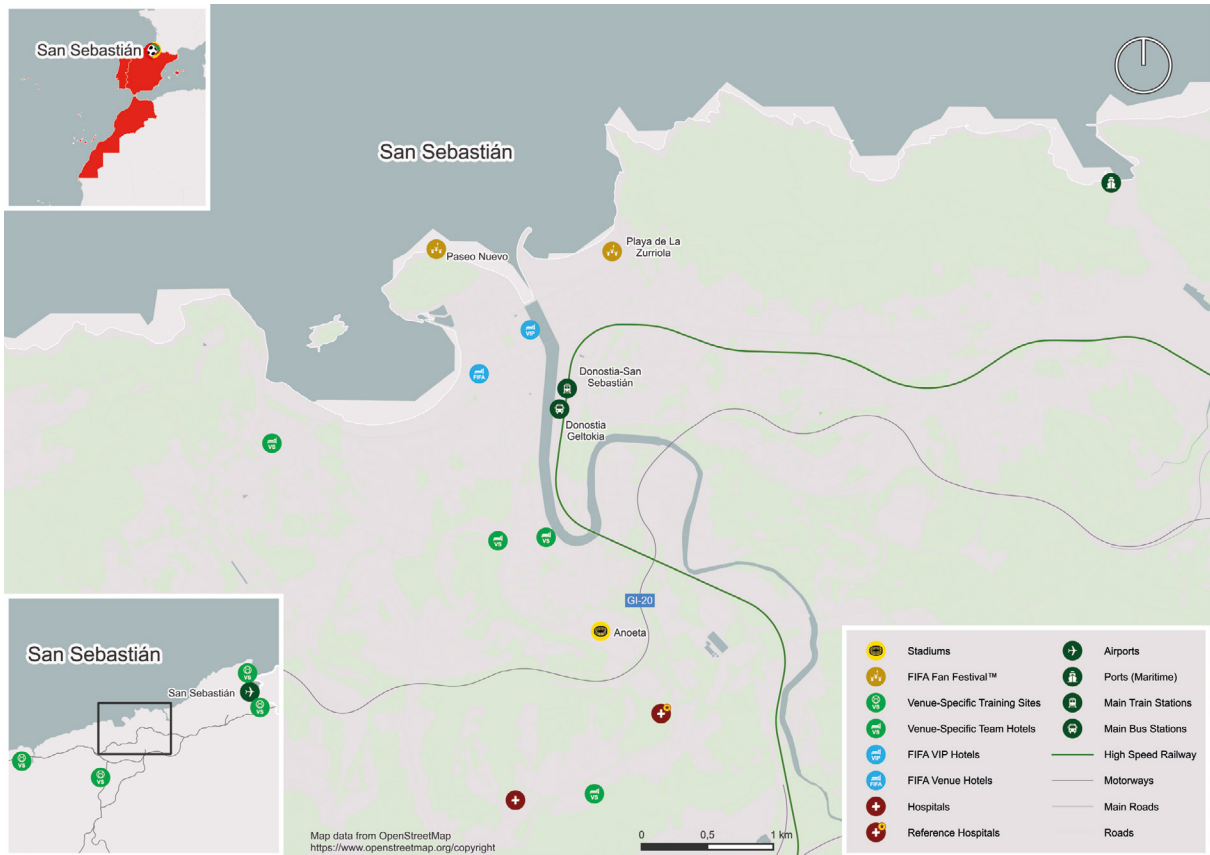 San Sebastián
San Sebastián
Paseo Nuevo
Playa de La
Zurriola
VIP
FIFA
Donostia-San
Sebastián
Donostia
Geltokia
VS
VS
VS
GI-20
Anoeta
VS
San Sebastián
San Sebastián
VS
VS
VS
VS
Map data from OpenStreetMap
https://www.openstreetmap.org/copyright
0 0,5 1 km
Stadiums
FIFA Fan Festival™
VS Venue-Specific Training Sites
VS Venue-Specific Team Hotels
VIP FIFA VIP Hotels
FIFA FIFA Venue Hotels
Hospitals
Reference Hospitals
Airports
Ports (Maritime)
Main Train Stations
Main Bus Stations
High Speed Railway
Motorways
Main Roads
Roads